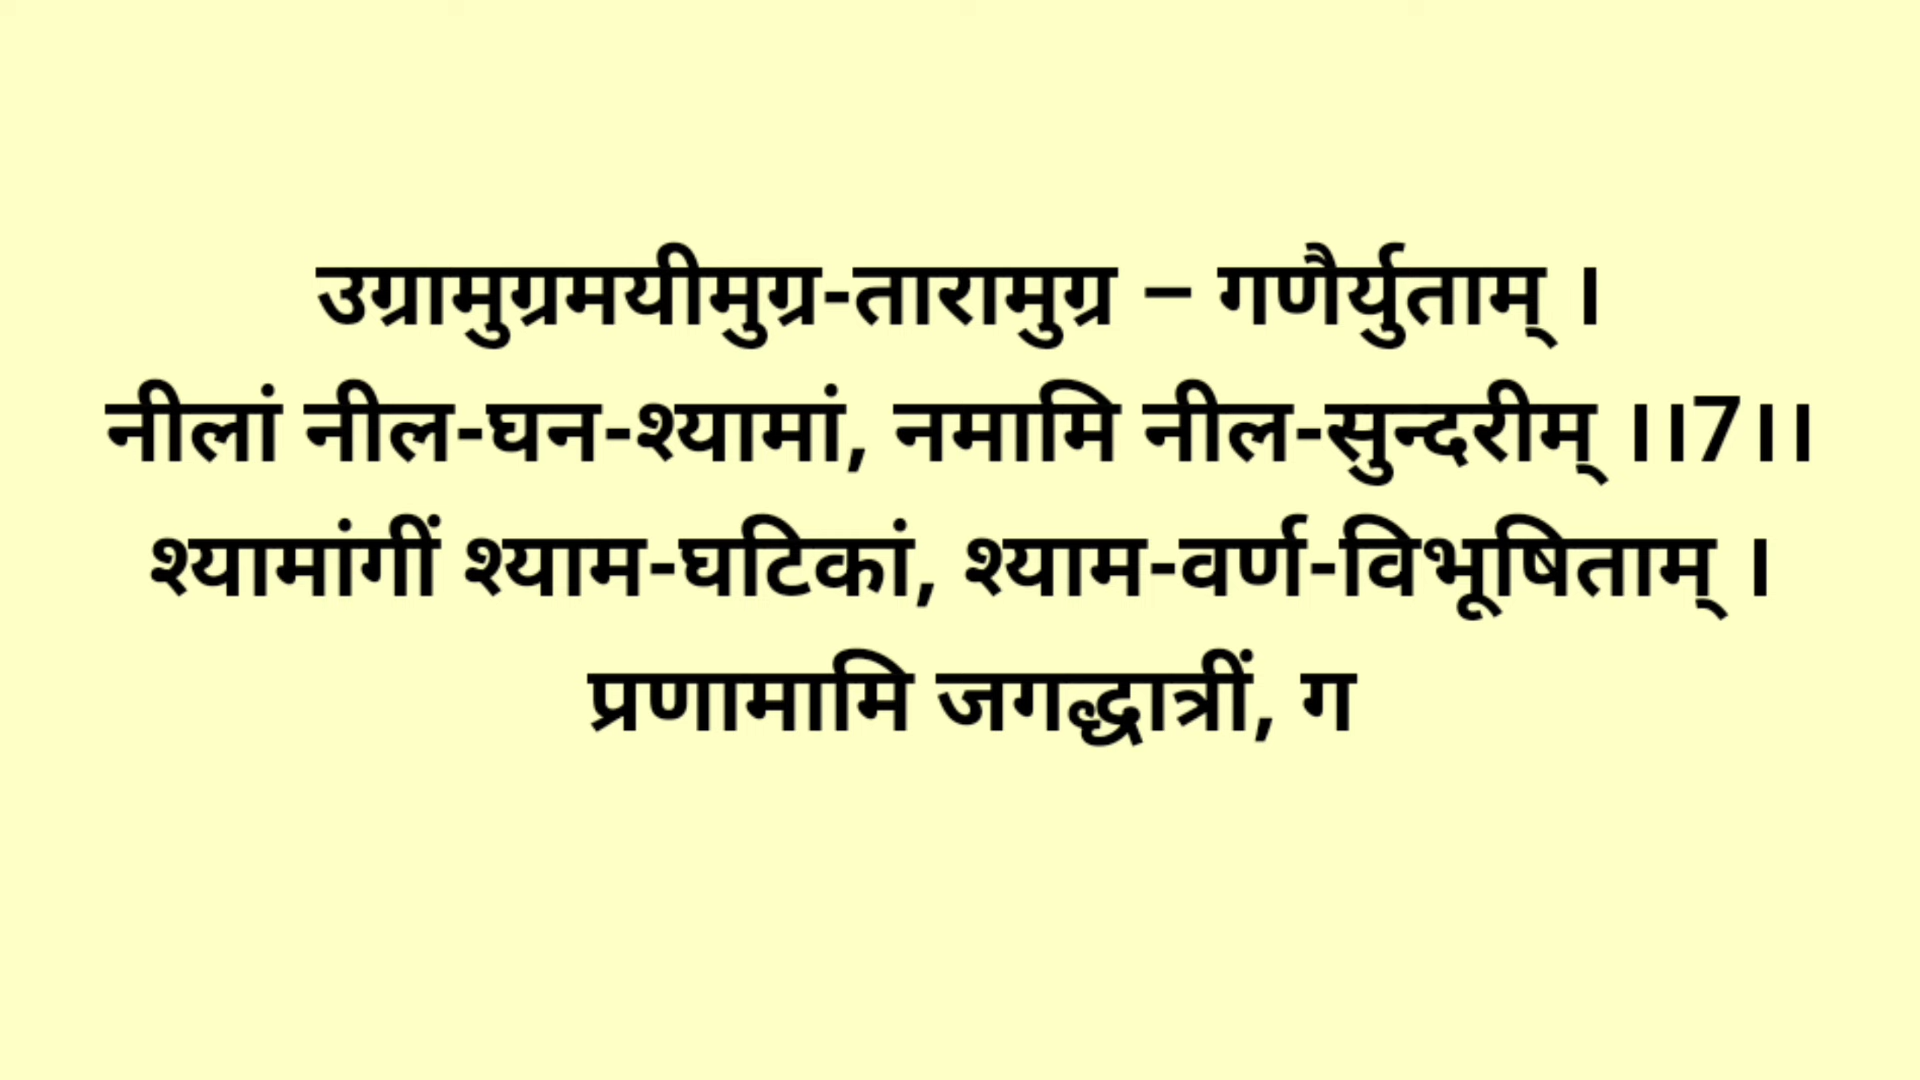 उग्रामुग्रमयीमुग्र-तारामुग्र – गणैर्युताम् ।
नीलां नील-घन-श्यामां, नमामि नील-सुन्दरीम् ।।7।।
श्यामांगीं श्याम-घटिकां, श्याम-वर्ण-विभूषिताम् ।
प्रणामामि जगद्धात्रीं, ग